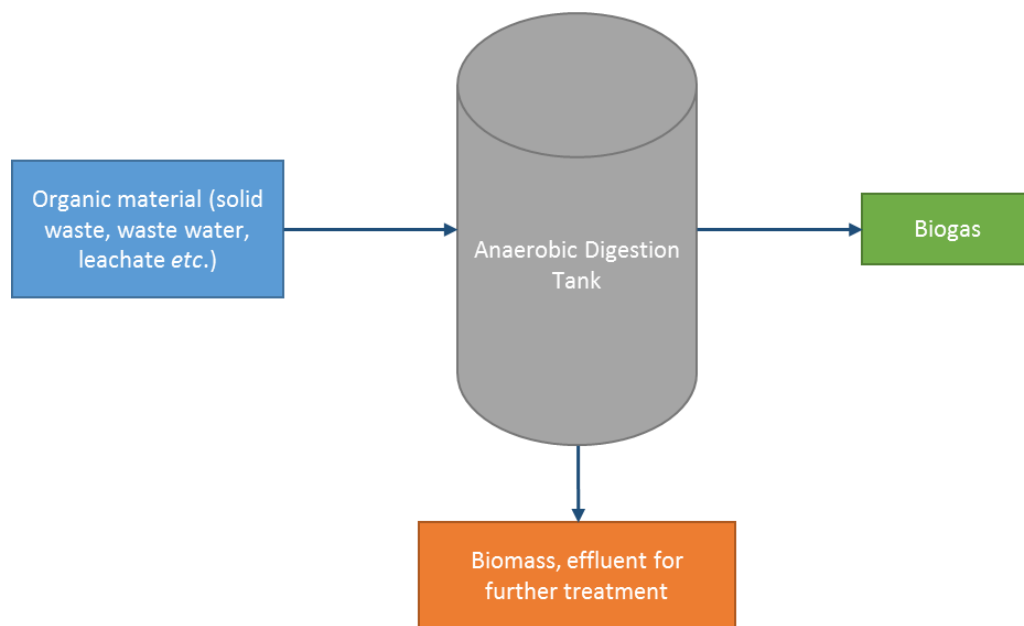 Organic material (solid
waste, waste water,
leachate etc.)
Anaerobic Digestion
Tank
Biogas
Biomass, effluent for
further treatment